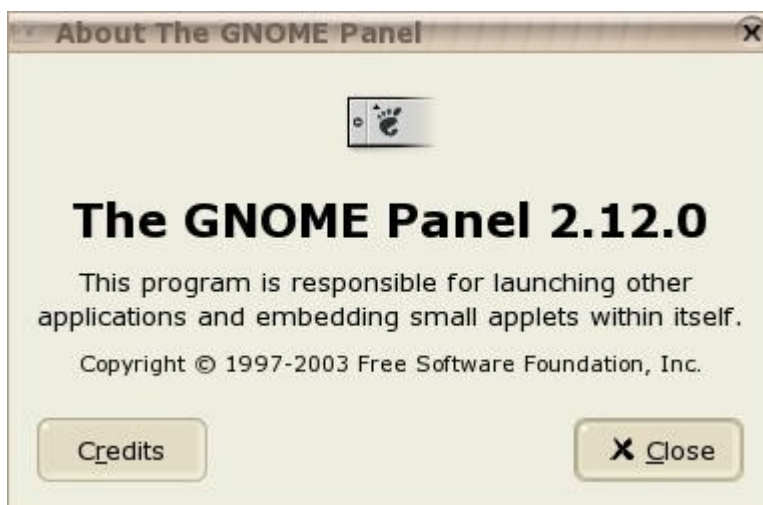 About The GNOME Panel
The GNOME Panel 2.12.0
This program is responsible for launching other
applications and embedding small applets within itself.
Copyright © 1997-2003 Free Software Foundation, Inc.
Credits
Close